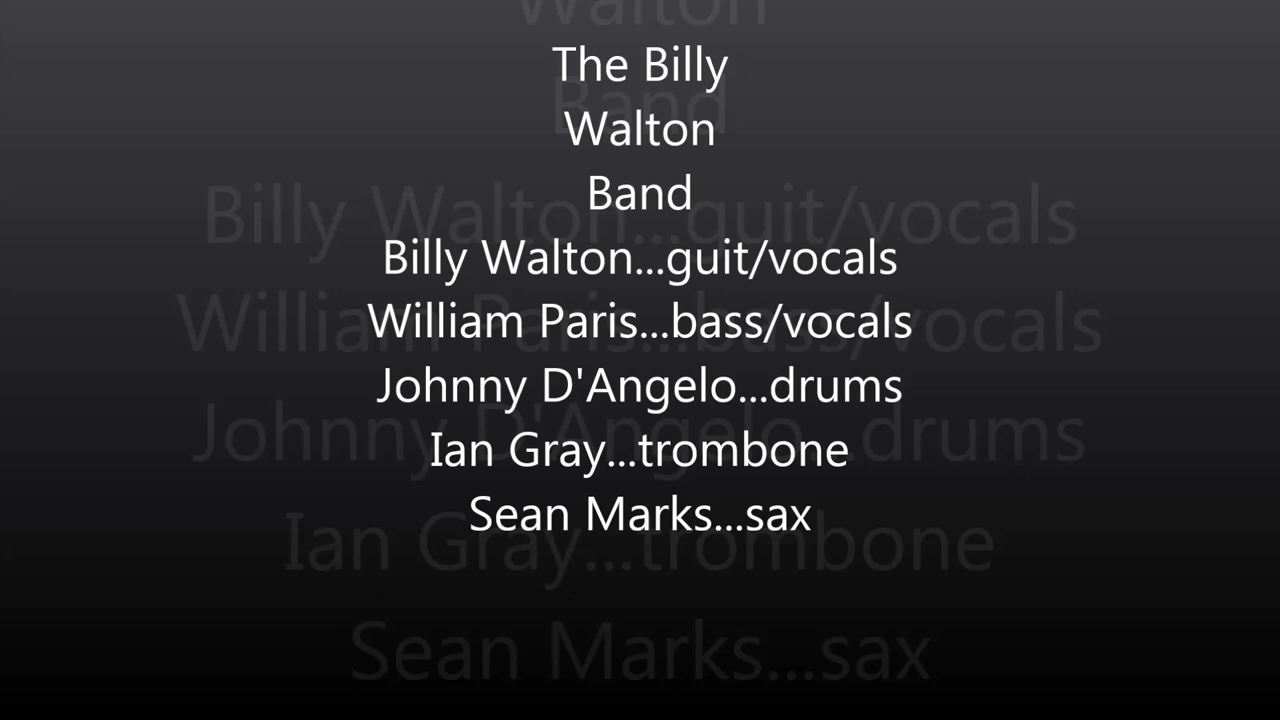 The Billy
Walton
Band
Billy Walton...guit/vocals
William Paris...bass/vocals
Johnny D'Angelo...drums
Ian Gray...trombone
Sean Marks...sax